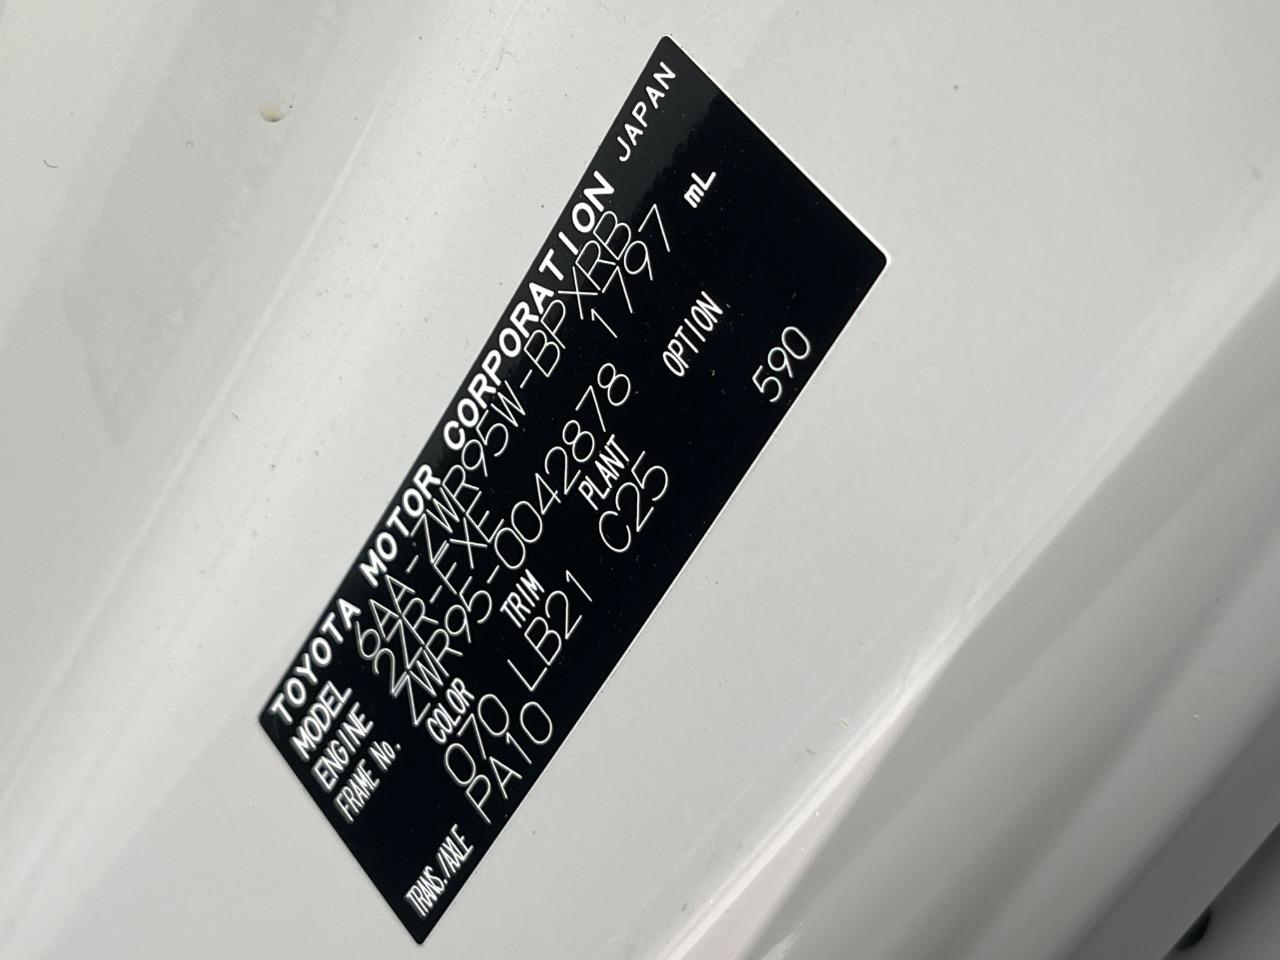 TOYOTA MOTOR CORPORATION JAPAN
MODEL 6AA-ZWR95W-BPXRB
ENGINE 2ZR-FXE 1797 mL
FRAME No. ZWR95-0042878
COLOR TRIM PLANT OPTION
070 LB21 C25 590
TRANS./AXLE PA10